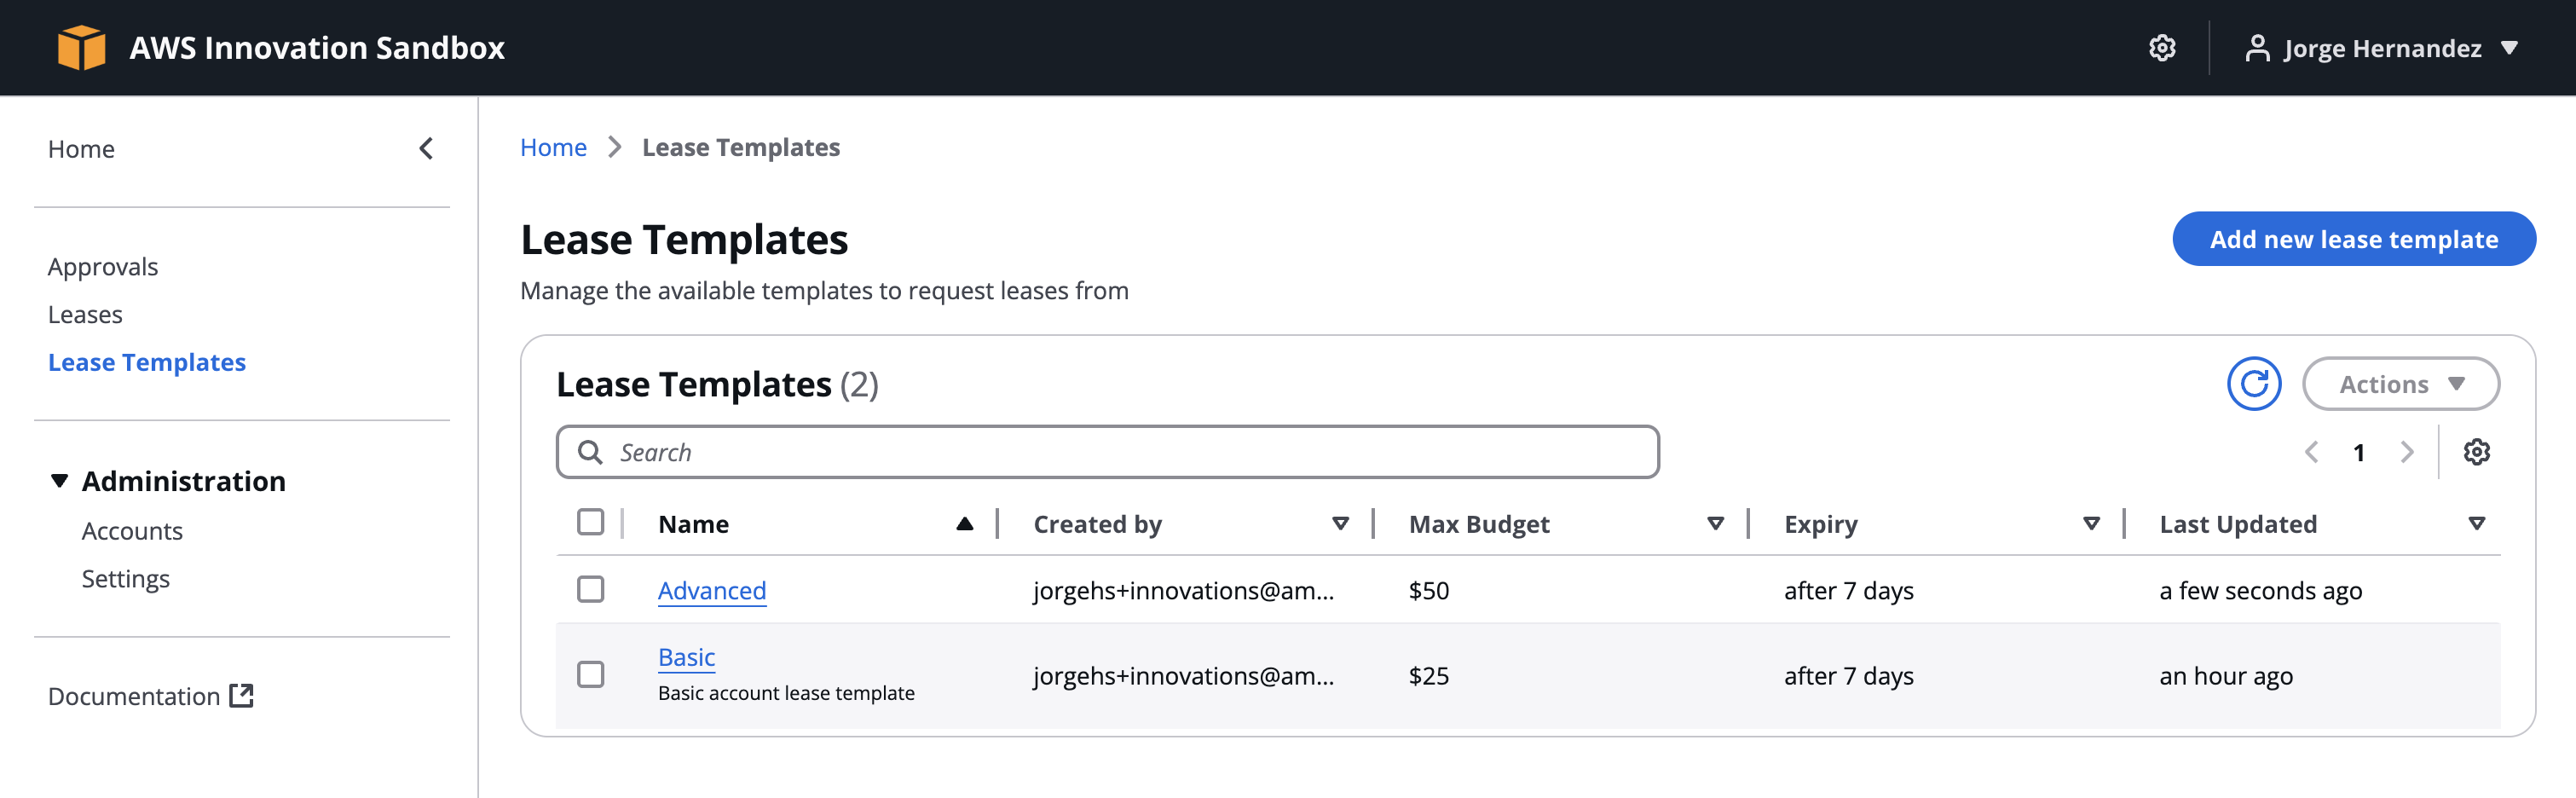 AWS Innovation Sandbox
Jorge Hernandez
Home
Approvals
Leases
Lease Templates
Administration
Accounts
Settings
Documentation
Home > Lease Templates
Lease Templates
Add new lease template
Manage the available templates to request leases from
Lease Templates (2)
Actions
Search
1
Name Created by Max Budget Expiry Last Updated
Advanced jorgehs+innovations@am... $50 after 7 days a few seconds ago
Basic jorgehs+innovations@am... $25 after 7 days an hour ago
Basic account lease template